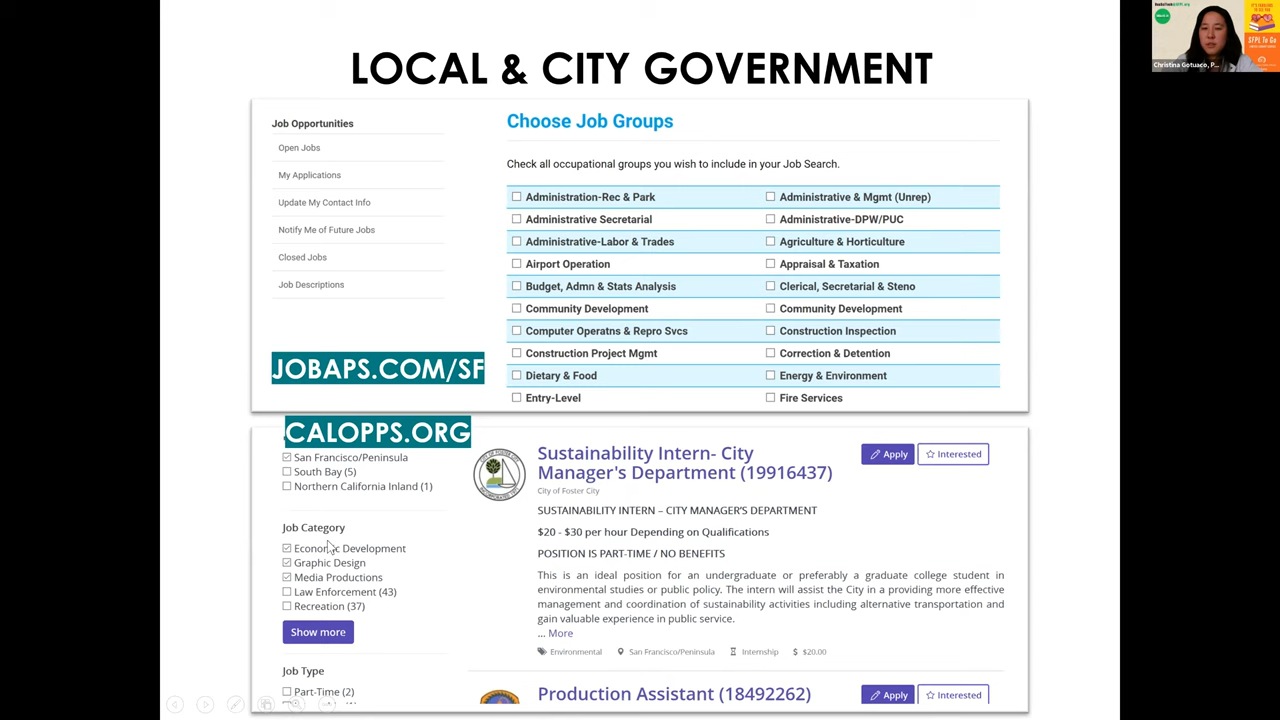 LOCAL & CITY GOVERNMENT
Job Opportunities
Open Jobs
My Applications
Update My Contact Info
Notify Me of Future Jobs
Closed Jobs
Job Descriptions
JOBAPS.COM/SF
Choose Job Groups
Check all occupational groups you wish to include in your Job Search.
Administration-Rec & Park
Administrative & Mgmt (Unrep)
Administrative Secretarial
Administrative-DPW/PUC
Administrative-Labor & Trades
Agriculture & Horticulture
Airport Operation
Appraisal & Taxation
Budget, Admn & Stats Analysis
Clerical, Secretarial & Steno
Community Development
Community Development
Computer Operatns & Repro Svcs
Construction Inspection
Construction Project Mgmt
Correction & Detention
Dietary & Food
Energy & Environment
Entry-Level
Fire Services
CALOPPS.ORG
San Francisco/Peninsula
South Bay (5)
Northern California Inland (1)
Job Category
Economic Development
Graphic Design
Media Productions
Law Enforcement (43)
Recreation (37)
Show more
Job Type
Part-Time (2)
Sustainability Intern- City
Manager's Department (19916437)
Apply
Interested
City of Foster City
SUSTAINABILITY INTERN – CITY MANAGER'S DEPARTMENT
$20 - $30 per hour Depending on Qualifications
POSITION IS PART-TIME / NO BENEFITS
This is an ideal position for an undergraduate or preferably a graduate college student in
environmental studies or public policy. The intern will assist the City in a providing more effective
management and coordination of sustainability activities including alternative transportation and
gain valuable experience in public service.
... More
Environmental
San Francisco/Peninsula
Internship
$ $20.00
Production Assistant (18492262)
Apply
Interested
SFPL To Go
Christina Gotuaco, P...